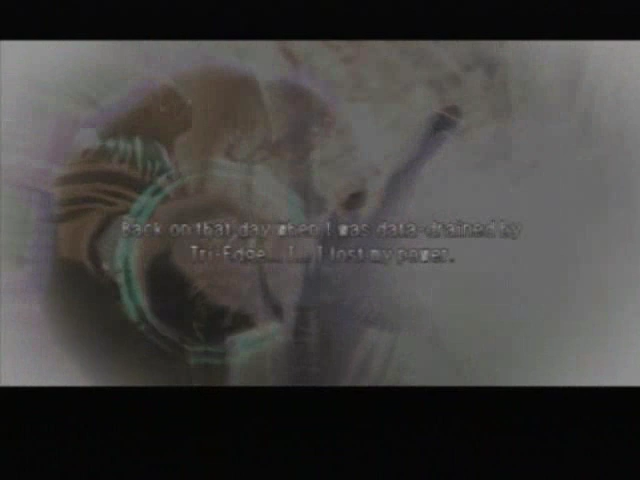 Back on that day when I was data-drained by
Tri-Edge... I... I lost my power.